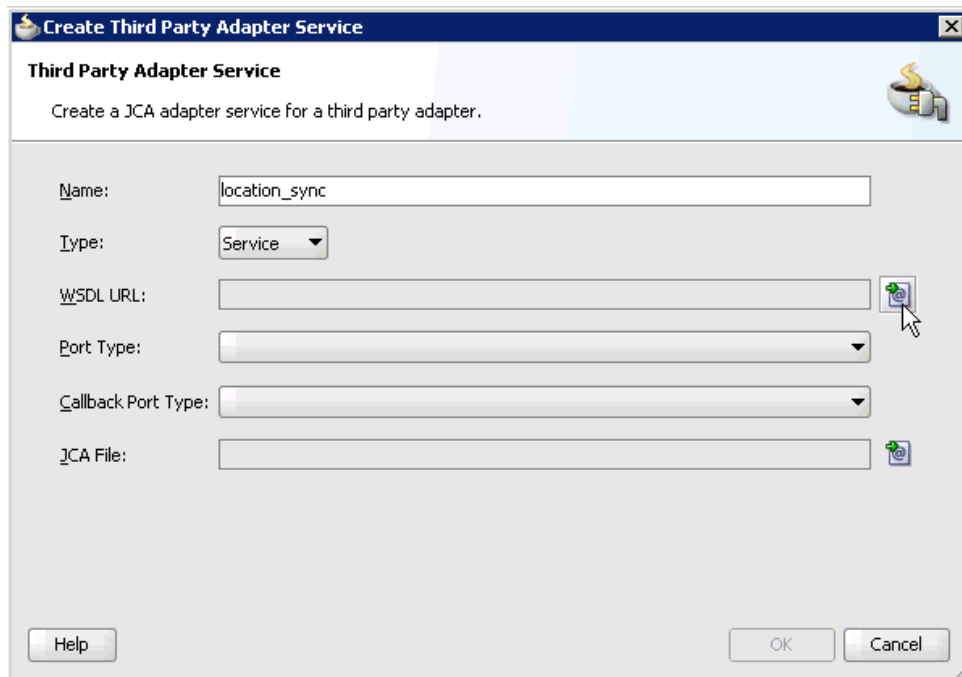 Create Third Party Adapter Service
Third Party Adapter Service
Create a JCA adapter service for a third party adapter.
Name: location_sync
Type: Service
WSDL URL:
Port Type:
Callback Port Type:
JCA File:
Help OK Cancel